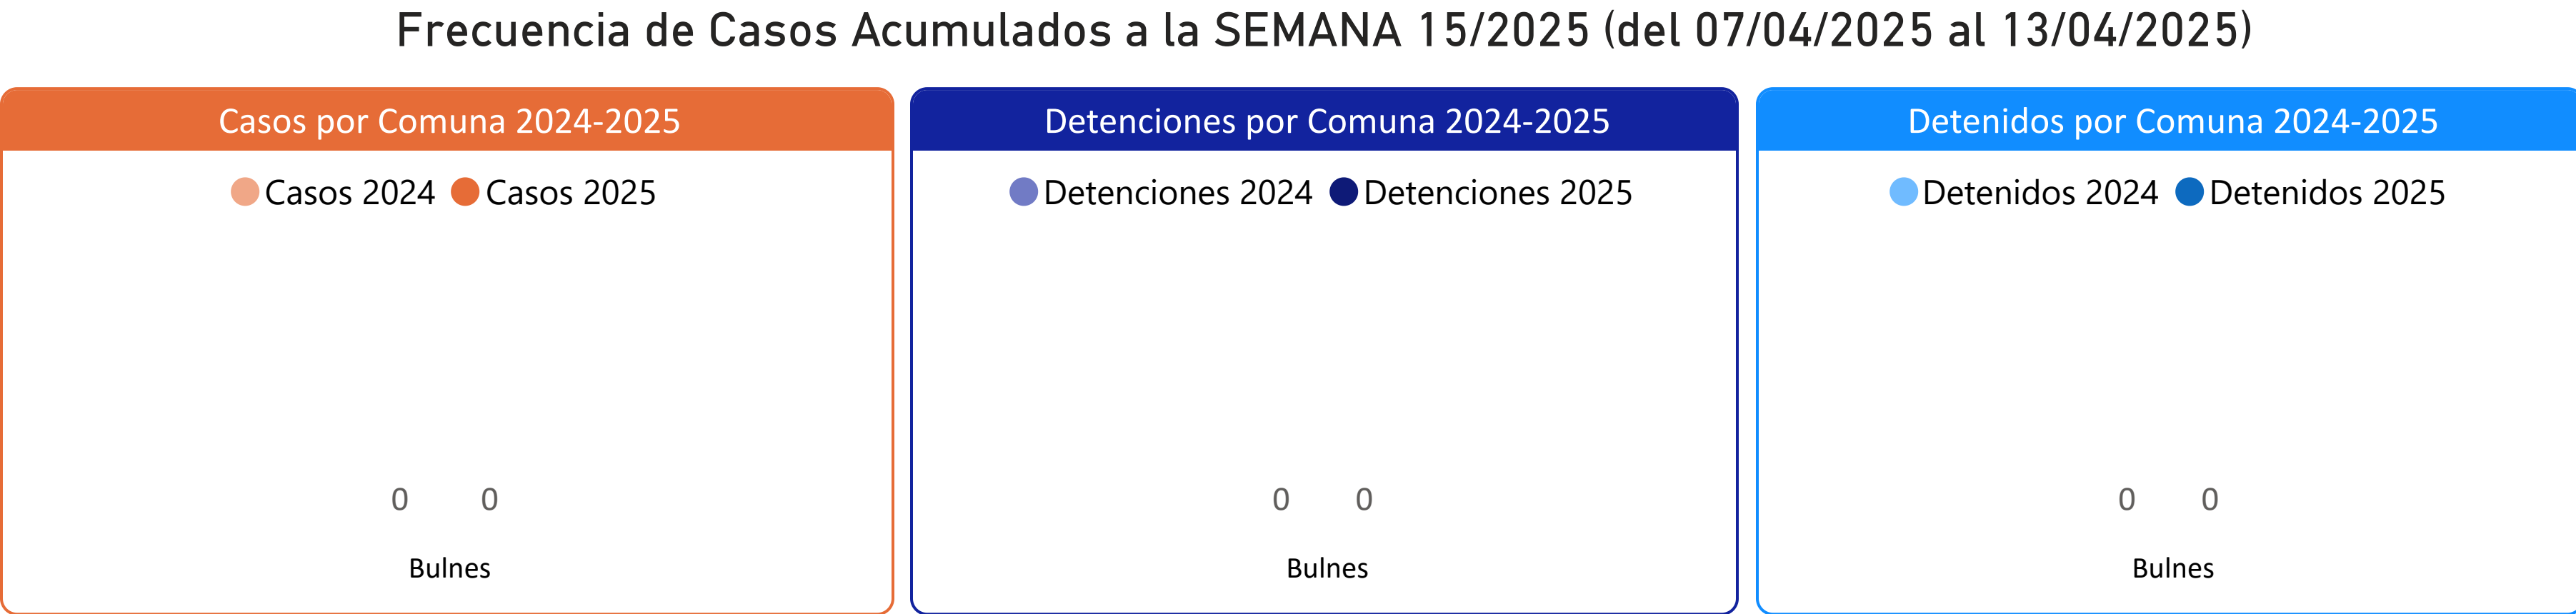 Frecuencia de Casos Acumulados a la SEMANA 15/2025 (del 07/04/2025 al 13/04/2025)
Casos por Comuna 2024-2025
Casos 2024 Casos 2025
0 0
Bulnes
Detenciones por Comuna 2024-2025
Detenciones 2024 Detenciones 2025
0 0
Bulnes
Detenidos por Comuna 2024-2025
Detenidos 2024 Detenidos 2025
0 0
Bulnes